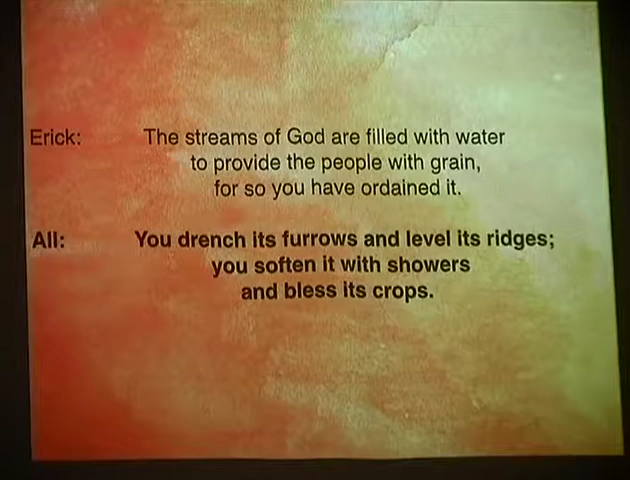 Erick: The streams of God are filled with water
to provide the people with grain,
for so you have ordained it.
All: You drench its furrows and level its ridges;
you soften it with showers
and bless its crops.